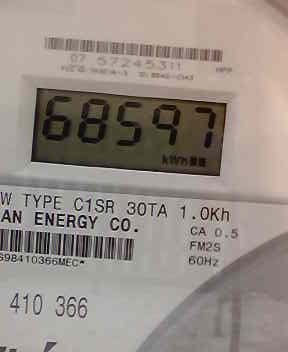 07 57245311
68597
kWh
W TYPE C1SR 30TA 1.0Kh
AN ENERGY CO.
CA 0.5
FM2S
60Hz
S98410366MEC*
410 366